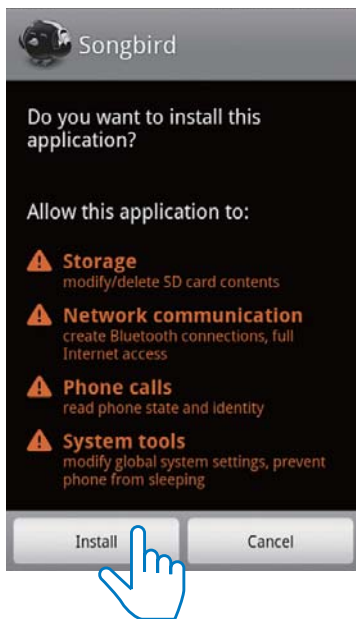 Songbird
Do you want to install this
application?
Allow this application to:
Storage
modify/delete SD card contents
Network communication
create Bluetooth connections, full
Internet access
Phone calls
read phone state and identity
System tools
modify global system settings, prevent
phone from sleeping
Install
Cancel